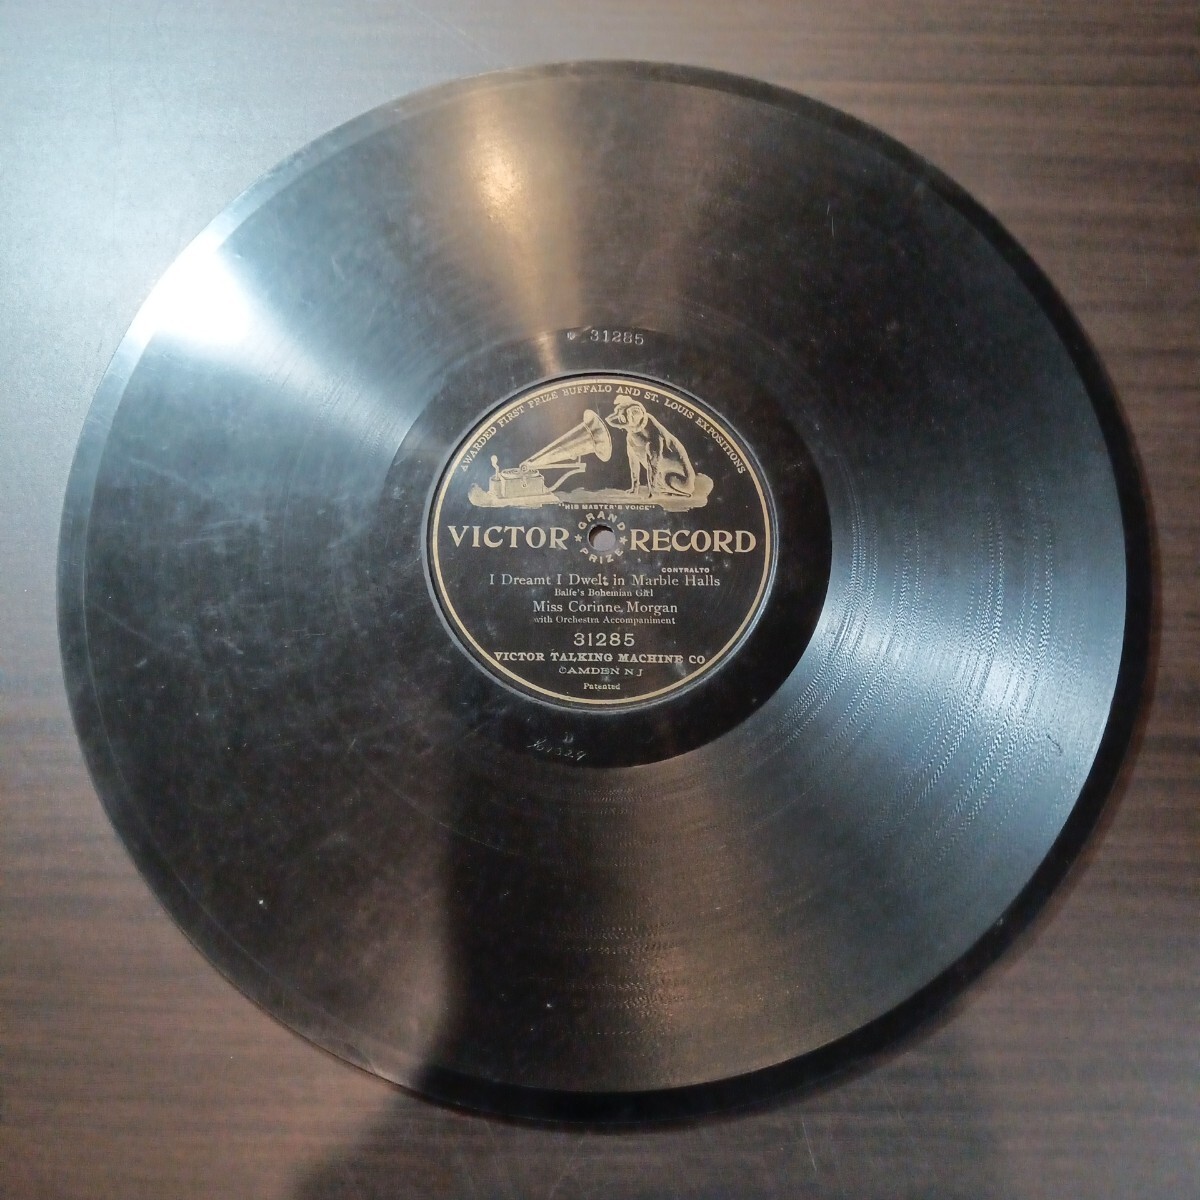 31285
AWARDED FIRST PRIZE BUFFALO AND ST. LOUIS EXPOSITIONS
"HIS MASTER'S VOICE"
GRAND PRIZE
VICTOR RECORD
CONTRALTO
I Dreamt I Dwelt in Marble Halls
Balfe's Bohemian Girl
Miss Corinne Morgan
with Orchestra Accompaniment
31285
VICTOR TALKING MACHINE CO
CAMDEN N J
Patented